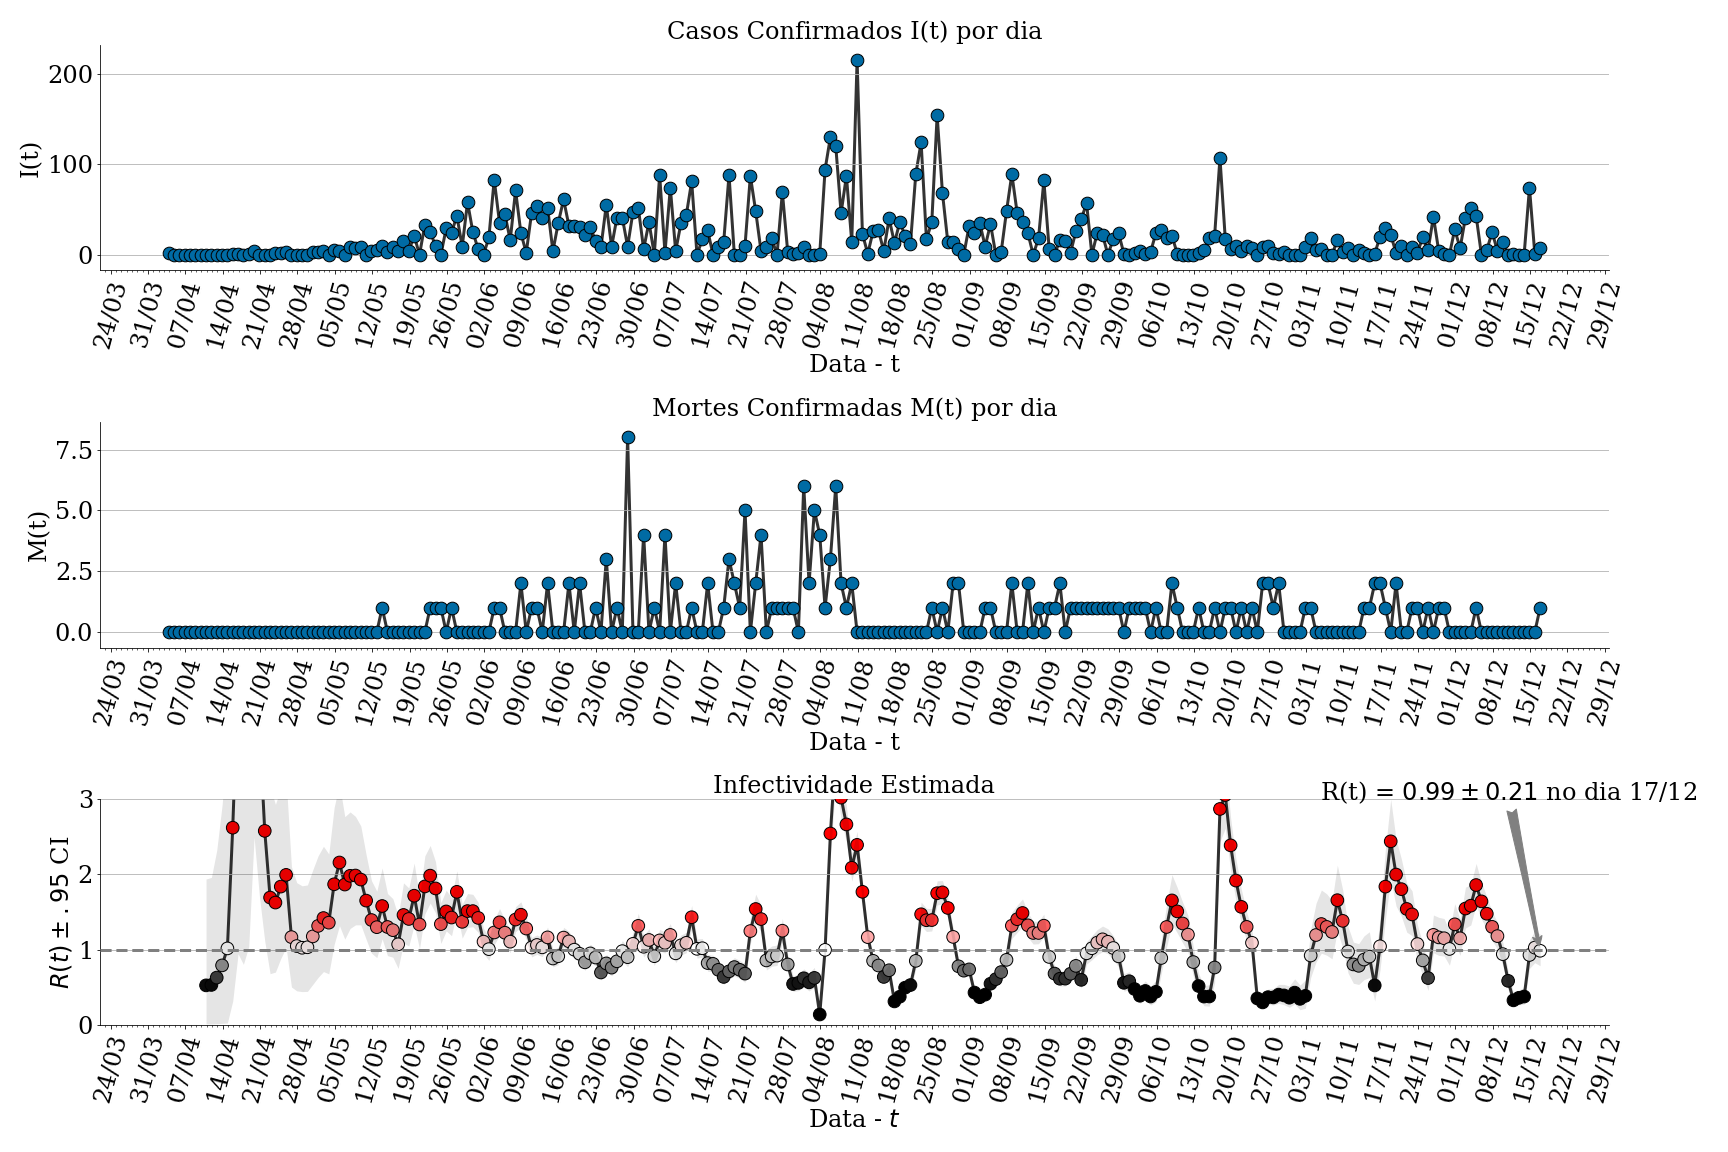 Casos Confirmados I(t) por dia
I(t)
200
100
0
24/03 31/03 07/04 14/04 21/04 28/04 05/05 12/05 19/05 26/05 02/06 09/06 16/06 23/06 30/06 07/07 14/07 21/07 28/07 04/08 11/08 18/08 25/08 01/09 08/09 15/09 22/09 29/09 06/10 13/10 20/10 27/10 03/11 10/11 17/11 24/11 01/12 08/12 15/12 22/12 29/12
Data - t
Mortes Confirmadas M(t) por dia
M(t)
7.5
5.0
2.5
0.0
24/03 31/03 07/04 14/04 21/04 28/04 05/05 12/05 19/05 26/05 02/06 09/06 16/06 23/06 30/06 07/07 14/07 21/07 28/07 04/08 11/08 18/08 25/08 01/09 08/09 15/09 22/09 29/09 06/10 13/10 20/10 27/10 03/11 10/11 17/11 24/11 01/12 08/12 15/12 22/12 29/12
Data - t
Infectividade Estimada
R(t) = 0.99 ± 0.21 no dia 17/12
R(t) ± .95 CI
3
2
1
0
24/03 31/03 07/04 14/04 21/04 28/04 05/05 12/05 19/05 26/05 02/06 09/06 16/06 23/06 30/06 07/07 14/07 21/07 28/07 04/08 11/08 18/08 25/08 01/09 08/09 15/09 22/09 29/09 06/10 13/10 20/10 27/10 03/11 10/11 17/11 24/11 01/12 08/12 15/12 22/12 29/12
Data - t